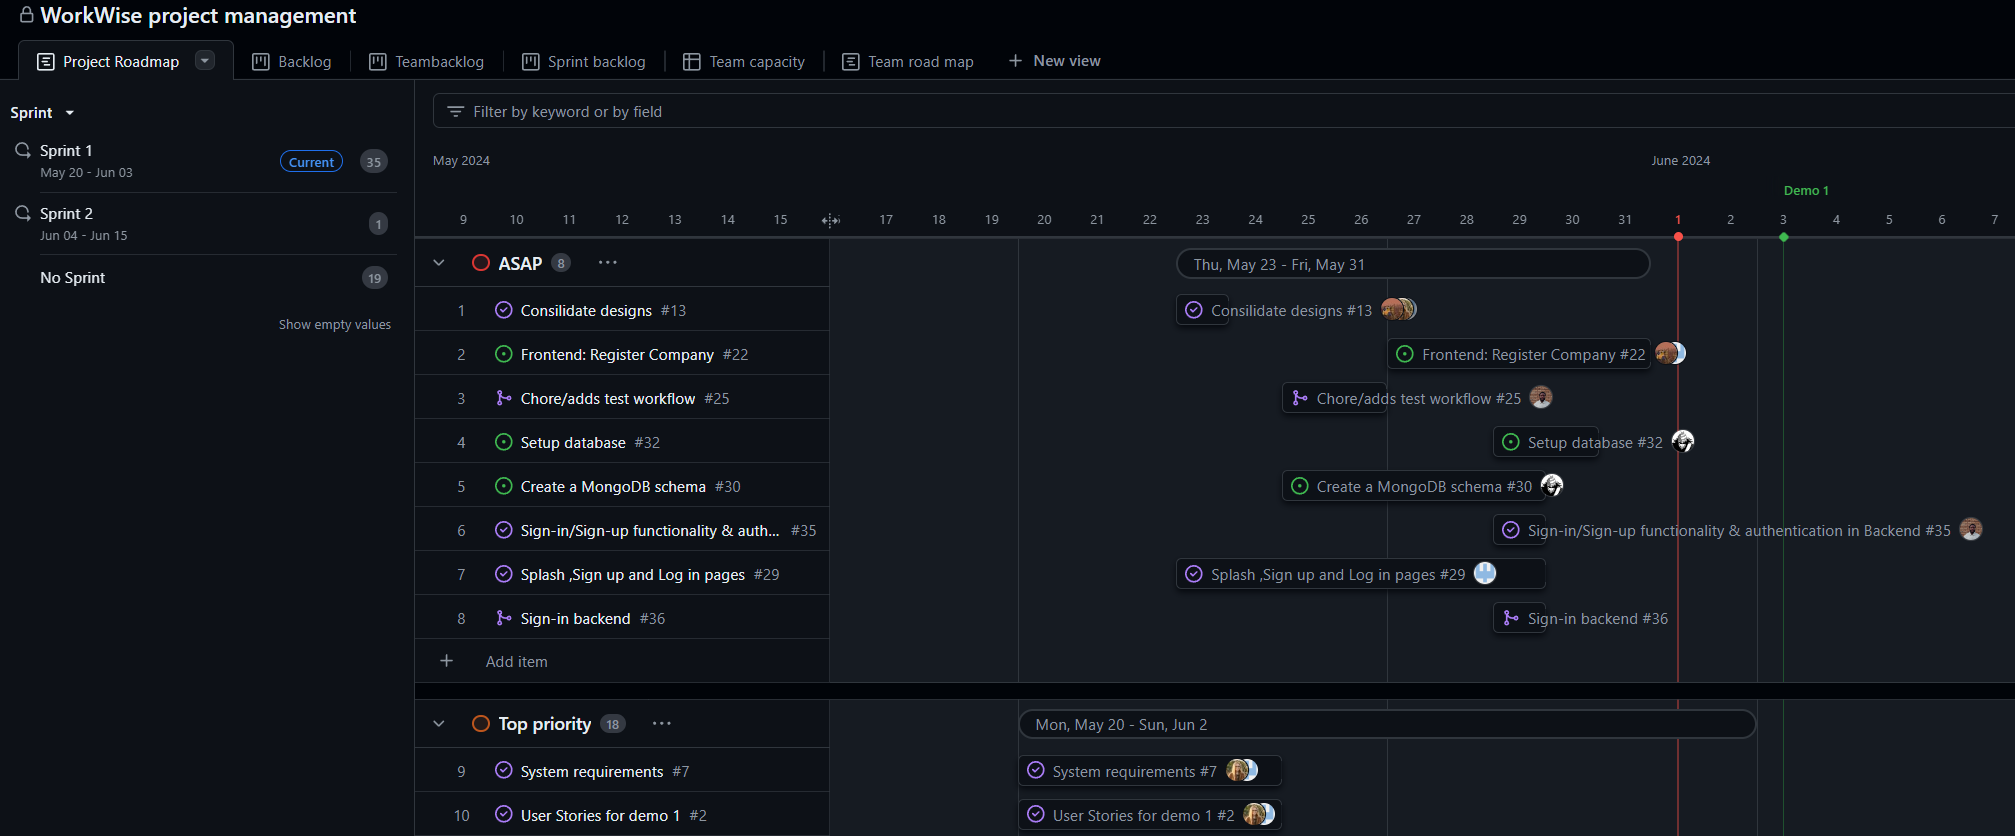 WorkWise project management
Project Roadmap
Backlog
Teambacklog
Sprint backlog
Team capacity
Team road map
New view
Sprint
Sprint 1
May 20 - Jun 03
Current
35
Sprint 2
Jun 04 - Jun 15
1
No Sprint
19
Show empty values
Filter by keyword or by field
May 2024
June 2024
Demo 1
9 10 11 12 13 14 15 17 18 19 20 21 22 23 24 25 26 27 28 29 30 31 1 2 3 4 5 6 7
ASAP 8 ...
Thu, May 23 - Fri, May 31
1 Consilidate designs #13
Consilidate designs #13
2 Frontend: Register Company #22
Frontend: Register Company #22
3 Chore/adds test workflow #25
Chore/adds test workflow #25
4 Setup database #32
Setup database #32
5 Create a MongoDB schema #30
Create a MongoDB schema #30
6 Sign-in/Sign-up functionality & auth... #35
Sign-in/Sign-up functionality & authentication in Backend #35
7 Splash ,Sign up and Log in pages #29
Splash ,Sign up and Log in pages #29
8 Sign-in backend #36
Sign-in backend #36
Add item
Top priority 18 ...
Mon, May 20 - Sun, Jun 2
9 System requirements #7
System requirements #7
10 User Stories for demo 1 #2
User Stories for demo 1 #2